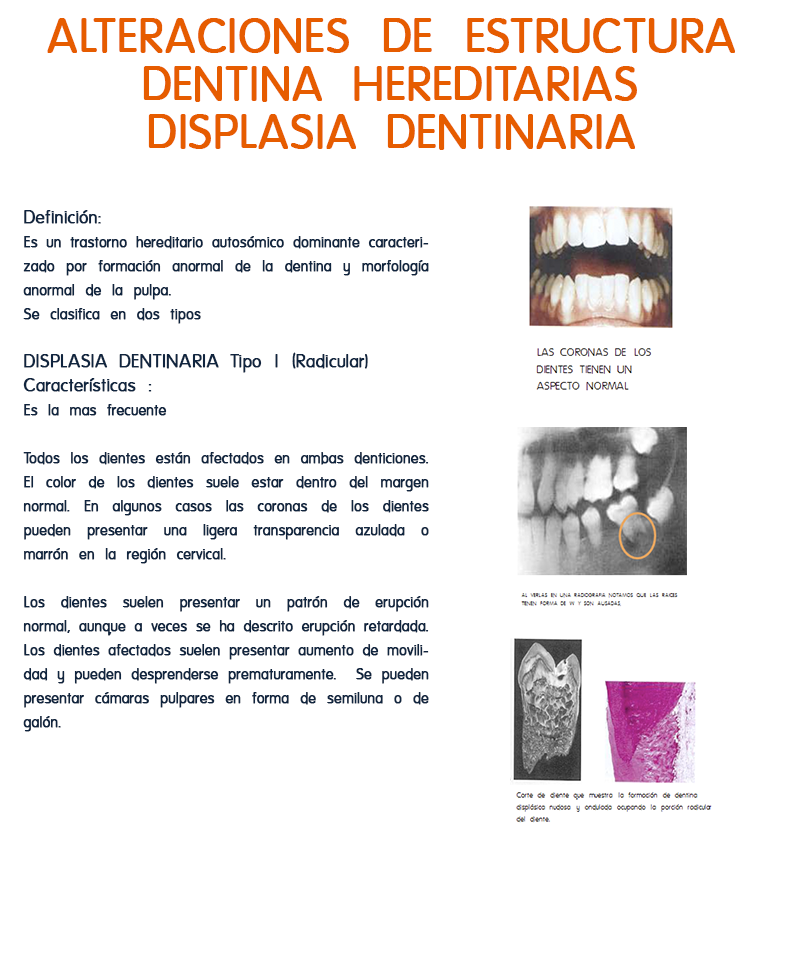 ALTERACIONES DE ESTRUCTURA
DENTINA HEREDITARIAS
DISPLASIA DENTINARIA
Definición:
Es un trastorno hereditario autosómico dominante caracteri-
zado por formación anormal de la dentina y morfología
anormal de la pulpa.
Se clasifica en dos tipos
DISPLASIA DENTINARIA Tipo I (Radicular)
Características :
Es la mas frecuente
Todos los dientes están afectados en ambas denticiones.
El color de los dientes suele estar dentro del margen
normal. En algunos casos las coronas de los dientes
pueden presentar una ligera transparencia azulada o
marrón en la región cervical.
Los dientes suelen presentar un patrón de erupción
normal, aunque a veces se ha descrito erupción retardada.
Los dientes afectados suelen presentar aumento de movili-
dad y pueden desprenderse prematuramente. Se pueden
presentar cámaras pulpares en forma de semiluna o de
galón.
LAS CORONAS DE LOS
DIENTES TIENEN UN
ASPECTO NORMAL
AL VERLAS EN UNA RADIOGRAFIA NOTAMOS QUE LAS RAICES
TIENEN FORMA DE W Y SON ALISADAS.
Corte de diente que muestra la formación de dentina
displásica nudosa y ondulada ocupando la porción radicular
del diente.